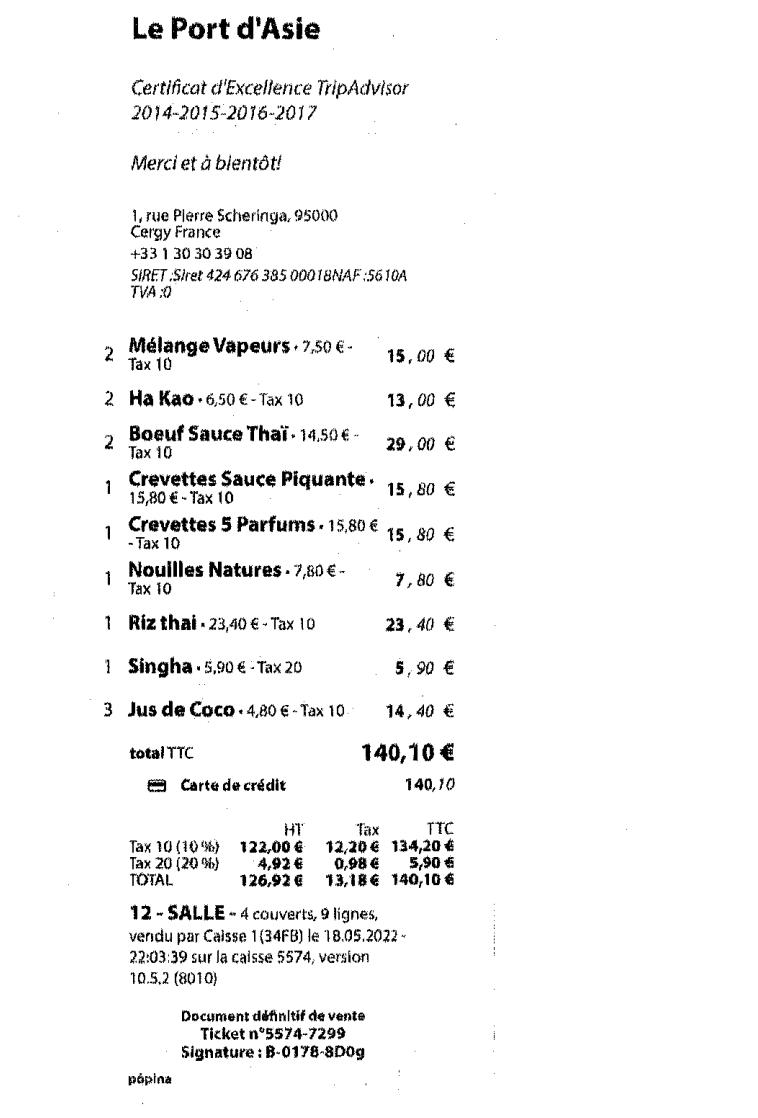 Le Port d'Asie
Certificat d'Excellence TripAdvisor
2014-2015-2016-2017
Merci et à bientôt!
1, rue Pierre Scheringa, 95000
Cergy France
+33 1 30 30 39 08
SIRET :Siret 424 676 385 00018NAF :5610A
TVA :0
2 Mélange Vapeurs · 7,50 € - 15,00 €
Tax 10
2 Ha Kao · 6,50 € - Tax 10 13,00 €
2 Boeuf Sauce Thaï · 14,50 € - 29,00 €
Tax 10
1 Crevettes Sauce Piquante · 15,80 €
15,80 € - Tax 10
1 Crevettes 5 Parfums · 15,80 € 15,80 €
- Tax 10
1 Nouilles Natures · 7,80 € - 7,80 €
Tax 10
1 Riz thai · 23,40 € - Tax 10 23,40 €
1 Singha · 5,90 € - Tax 20 5,90 €
3 Jus de Coco · 4,80 € - Tax 10 14,40 €
total TTC 140,10 €
Carte de crédit 140,10
HT Tax TTC
Tax 10 (10 %) 122,00 € 12,20 € 134,20 €
Tax 20 (20 %) 4,92 € 0,98 € 5,90 €
TOTAL 126,92 € 13,18 € 140,10 €
12 - SALLE - 4 couverts, 9 lignes,
vendu par Caisse 1 (34FB) le 18.05.2022 -
22:03:39 sur la caisse 5574, version
10.5.2 (8010)
Document définitif de vente
Ticket n°5574-7299
Signature : B-0178-8D0g
pópina